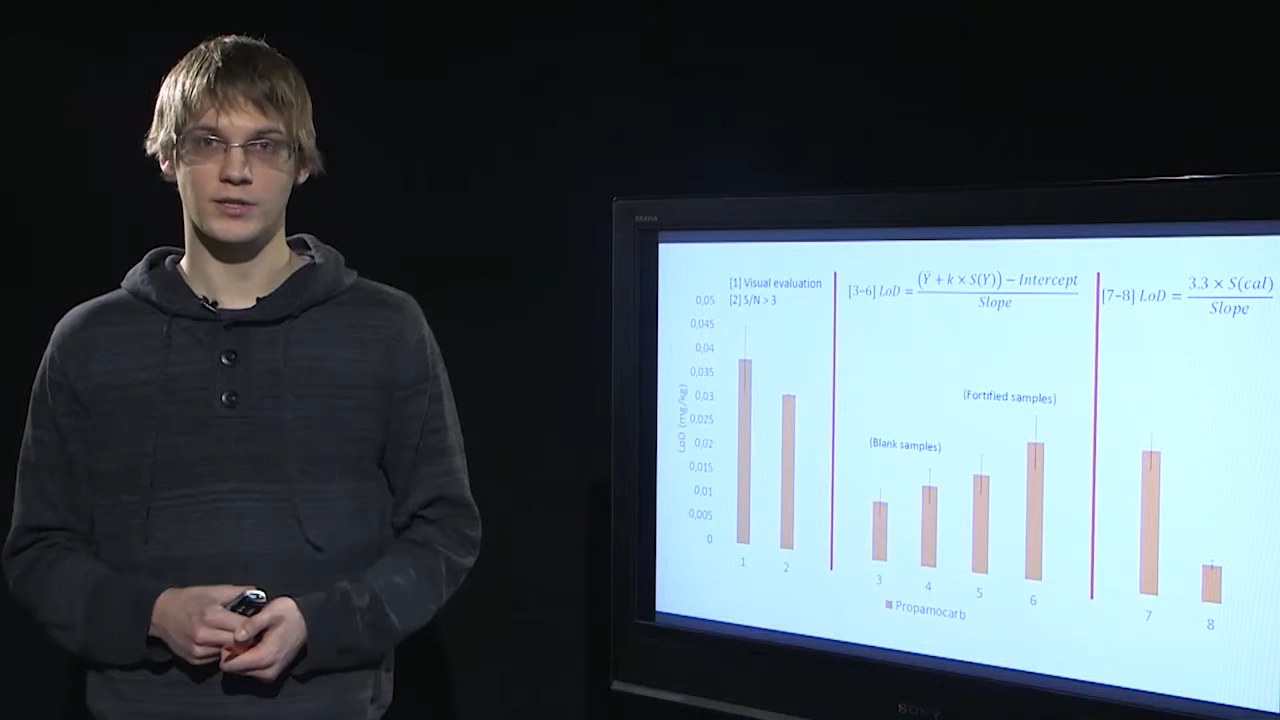 BRAVIA
[1] Visual evaluation
[2] S/N > 3
[3-6] LoD = (Ȳ + k × S(Y)) − Intercept / Slope
[7-8] LoD = 3.3 × S(cal) / Slope
0,05
0,045
0,04
0,035
0,03
0,025
0,02
0,015
0,01
0,005
0
LoD (mg/kg)
(Blank samples)
(Fortified samples)
1 2 3 4 5 6 7 8
Propamocarb
SONY